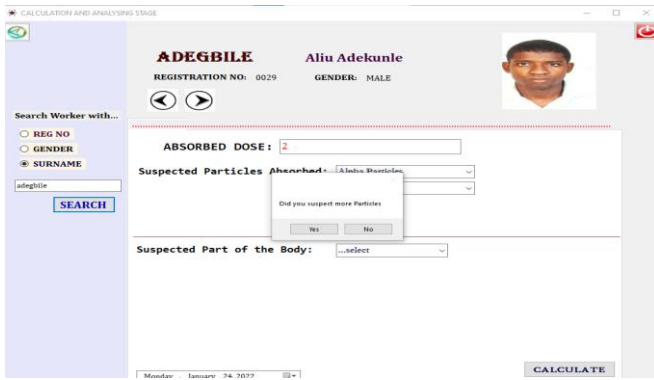 CALCULATION AND ANALYSING STAGE
ADEGBILE Aliu Adekunle
REGISTRATION NO: 0029 GENDER: MALE
Search Worker with...
REG NO
GENDER
SURNAME
adegbile
SEARCH
ABSORBED DOSE: 2
Suspected Particles Absorbed: Alpha Particles
Did you suspect more Particles
Yes No
Suspected Part of the Body: ...select
CALCULATE
Monday , January 24, 2022